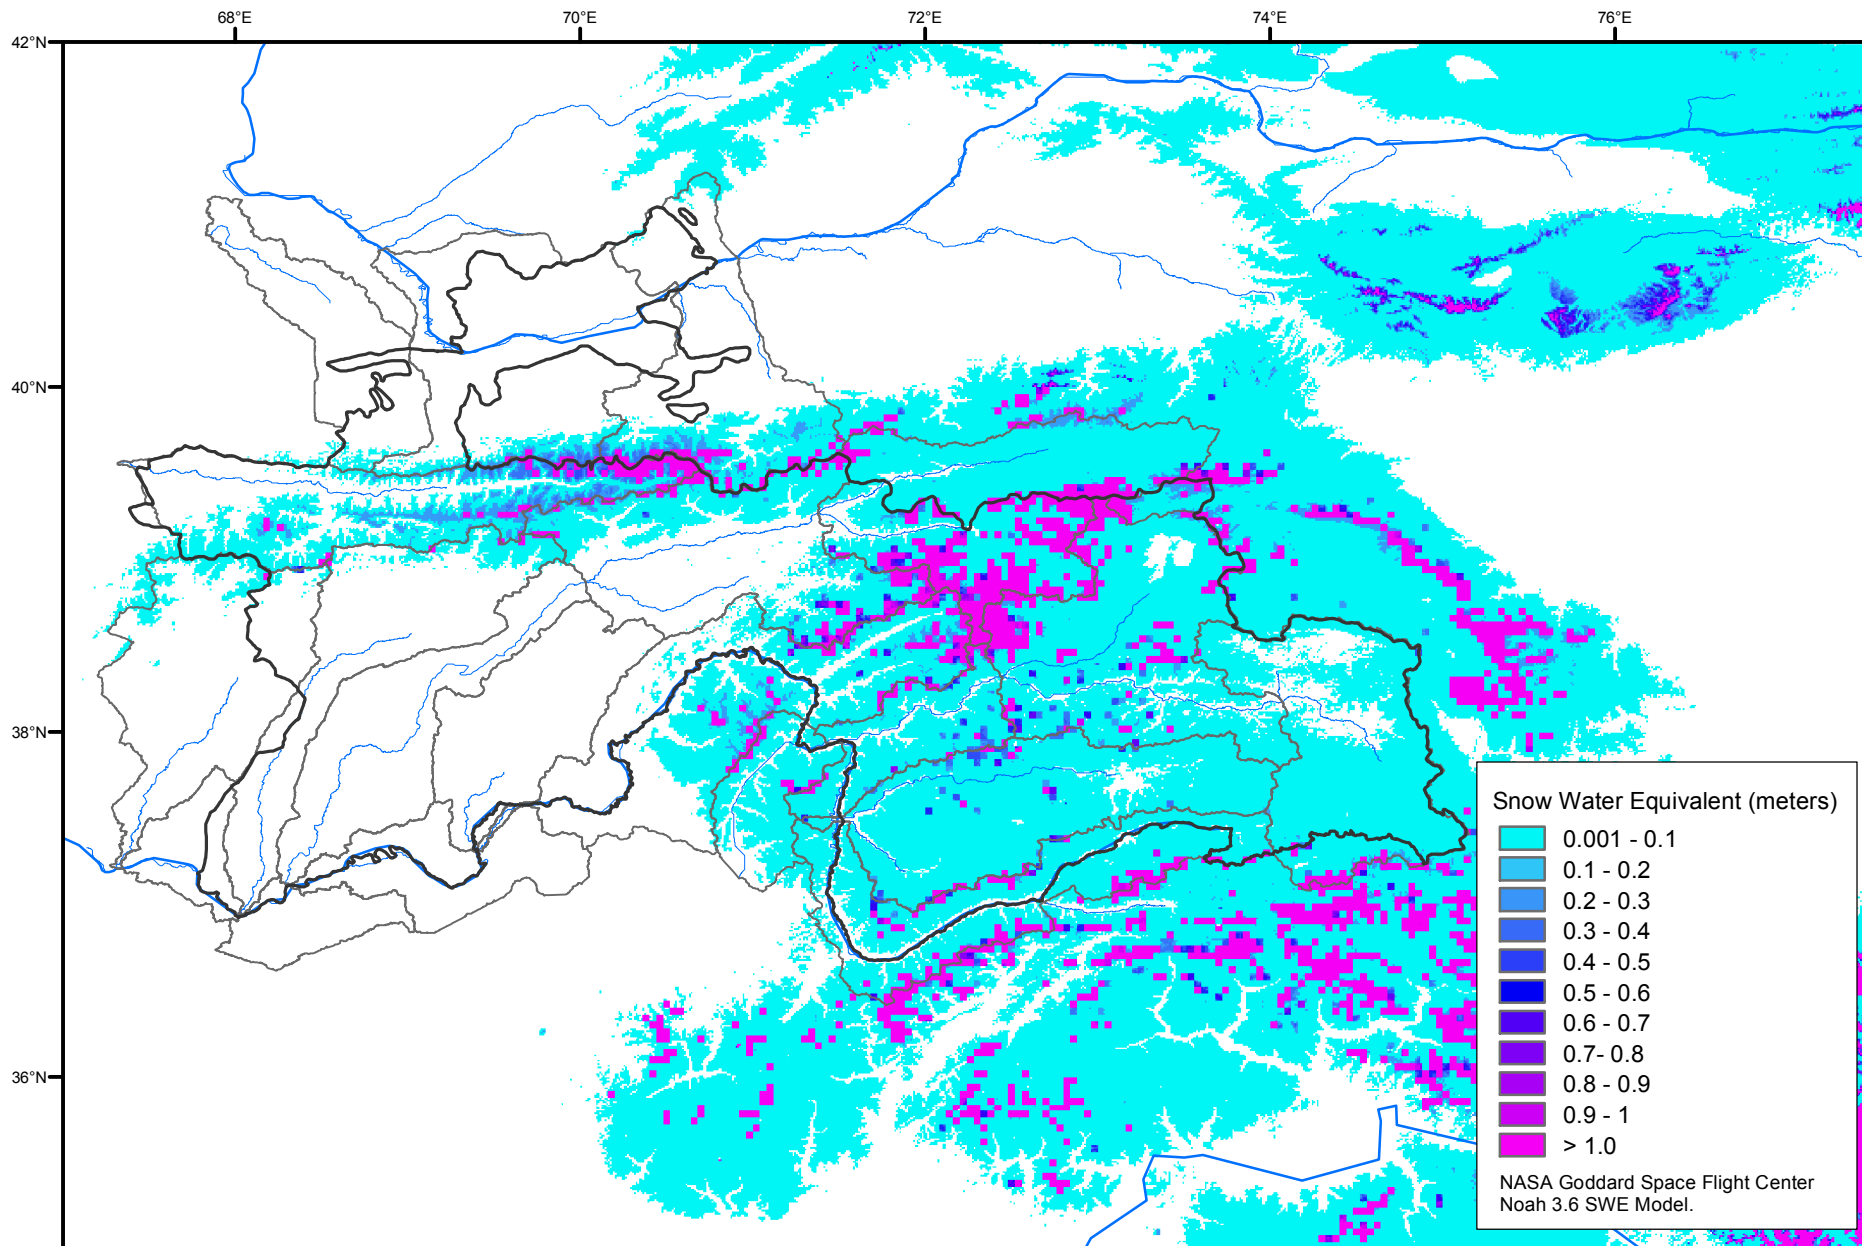 68°E 70°E 72°E 74°E 76°E
42°N
40°N
38°N
36°N
Snow Water Equivalent (meters)
0.001 - 0.1
0.1 - 0.2
0.2 - 0.3
0.3 - 0.4
0.4 - 0.5
0.5 - 0.6
0.6 - 0.7
0.7- 0.8
0.8 - 0.9
0.9 - 1
> 1.0
NASA Goddard Space Flight Center
Noah 3.6 SWE Model.